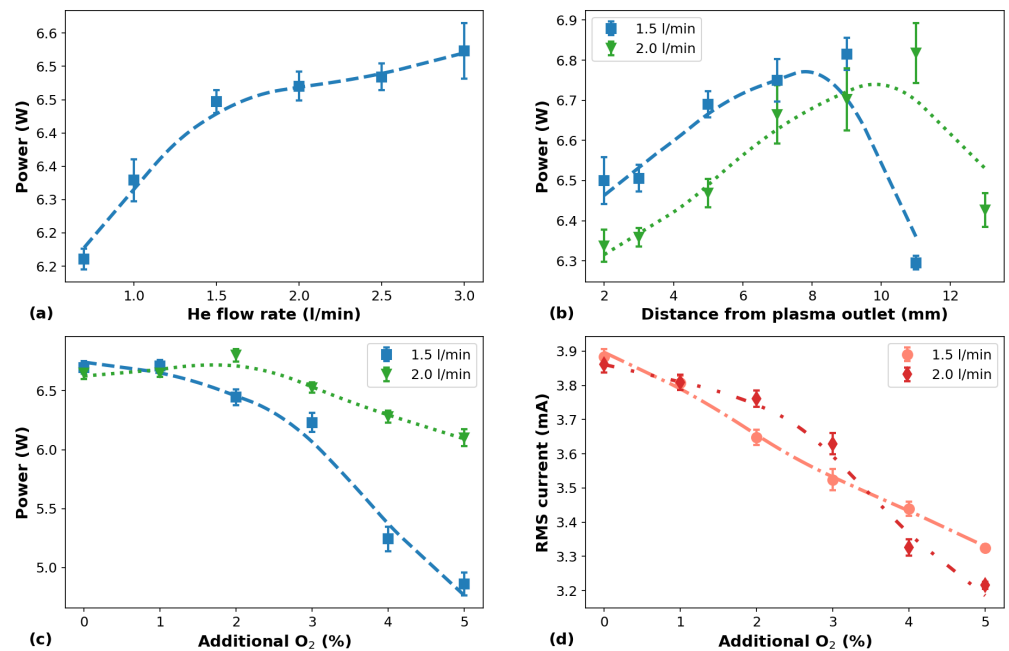 6.6
6.5
6.5
6.4
6.3
6.2
6.2
Power (W)
1.0 1.5 2.0 2.5 3.0
(a) He flow rate (l/min)
6.9
6.8
6.7
6.6
6.5
6.4
6.3
Power (W)
1.5 l/min
2.0 l/min
2 4 6 8 10 12
(b) Distance from plasma outlet (mm)
6.5
6.0
5.5
5.0
Power (W)
1.5 l/min
2.0 l/min
0 1 2 3 4 5
(c) Additional O₂ (%)
3.9
3.8
3.7
3.6
3.5
3.4
3.3
3.2
RMS current (mA)
1.5 l/min
2.0 l/min
0 1 2 3 4 5
(d) Additional O₂ (%)